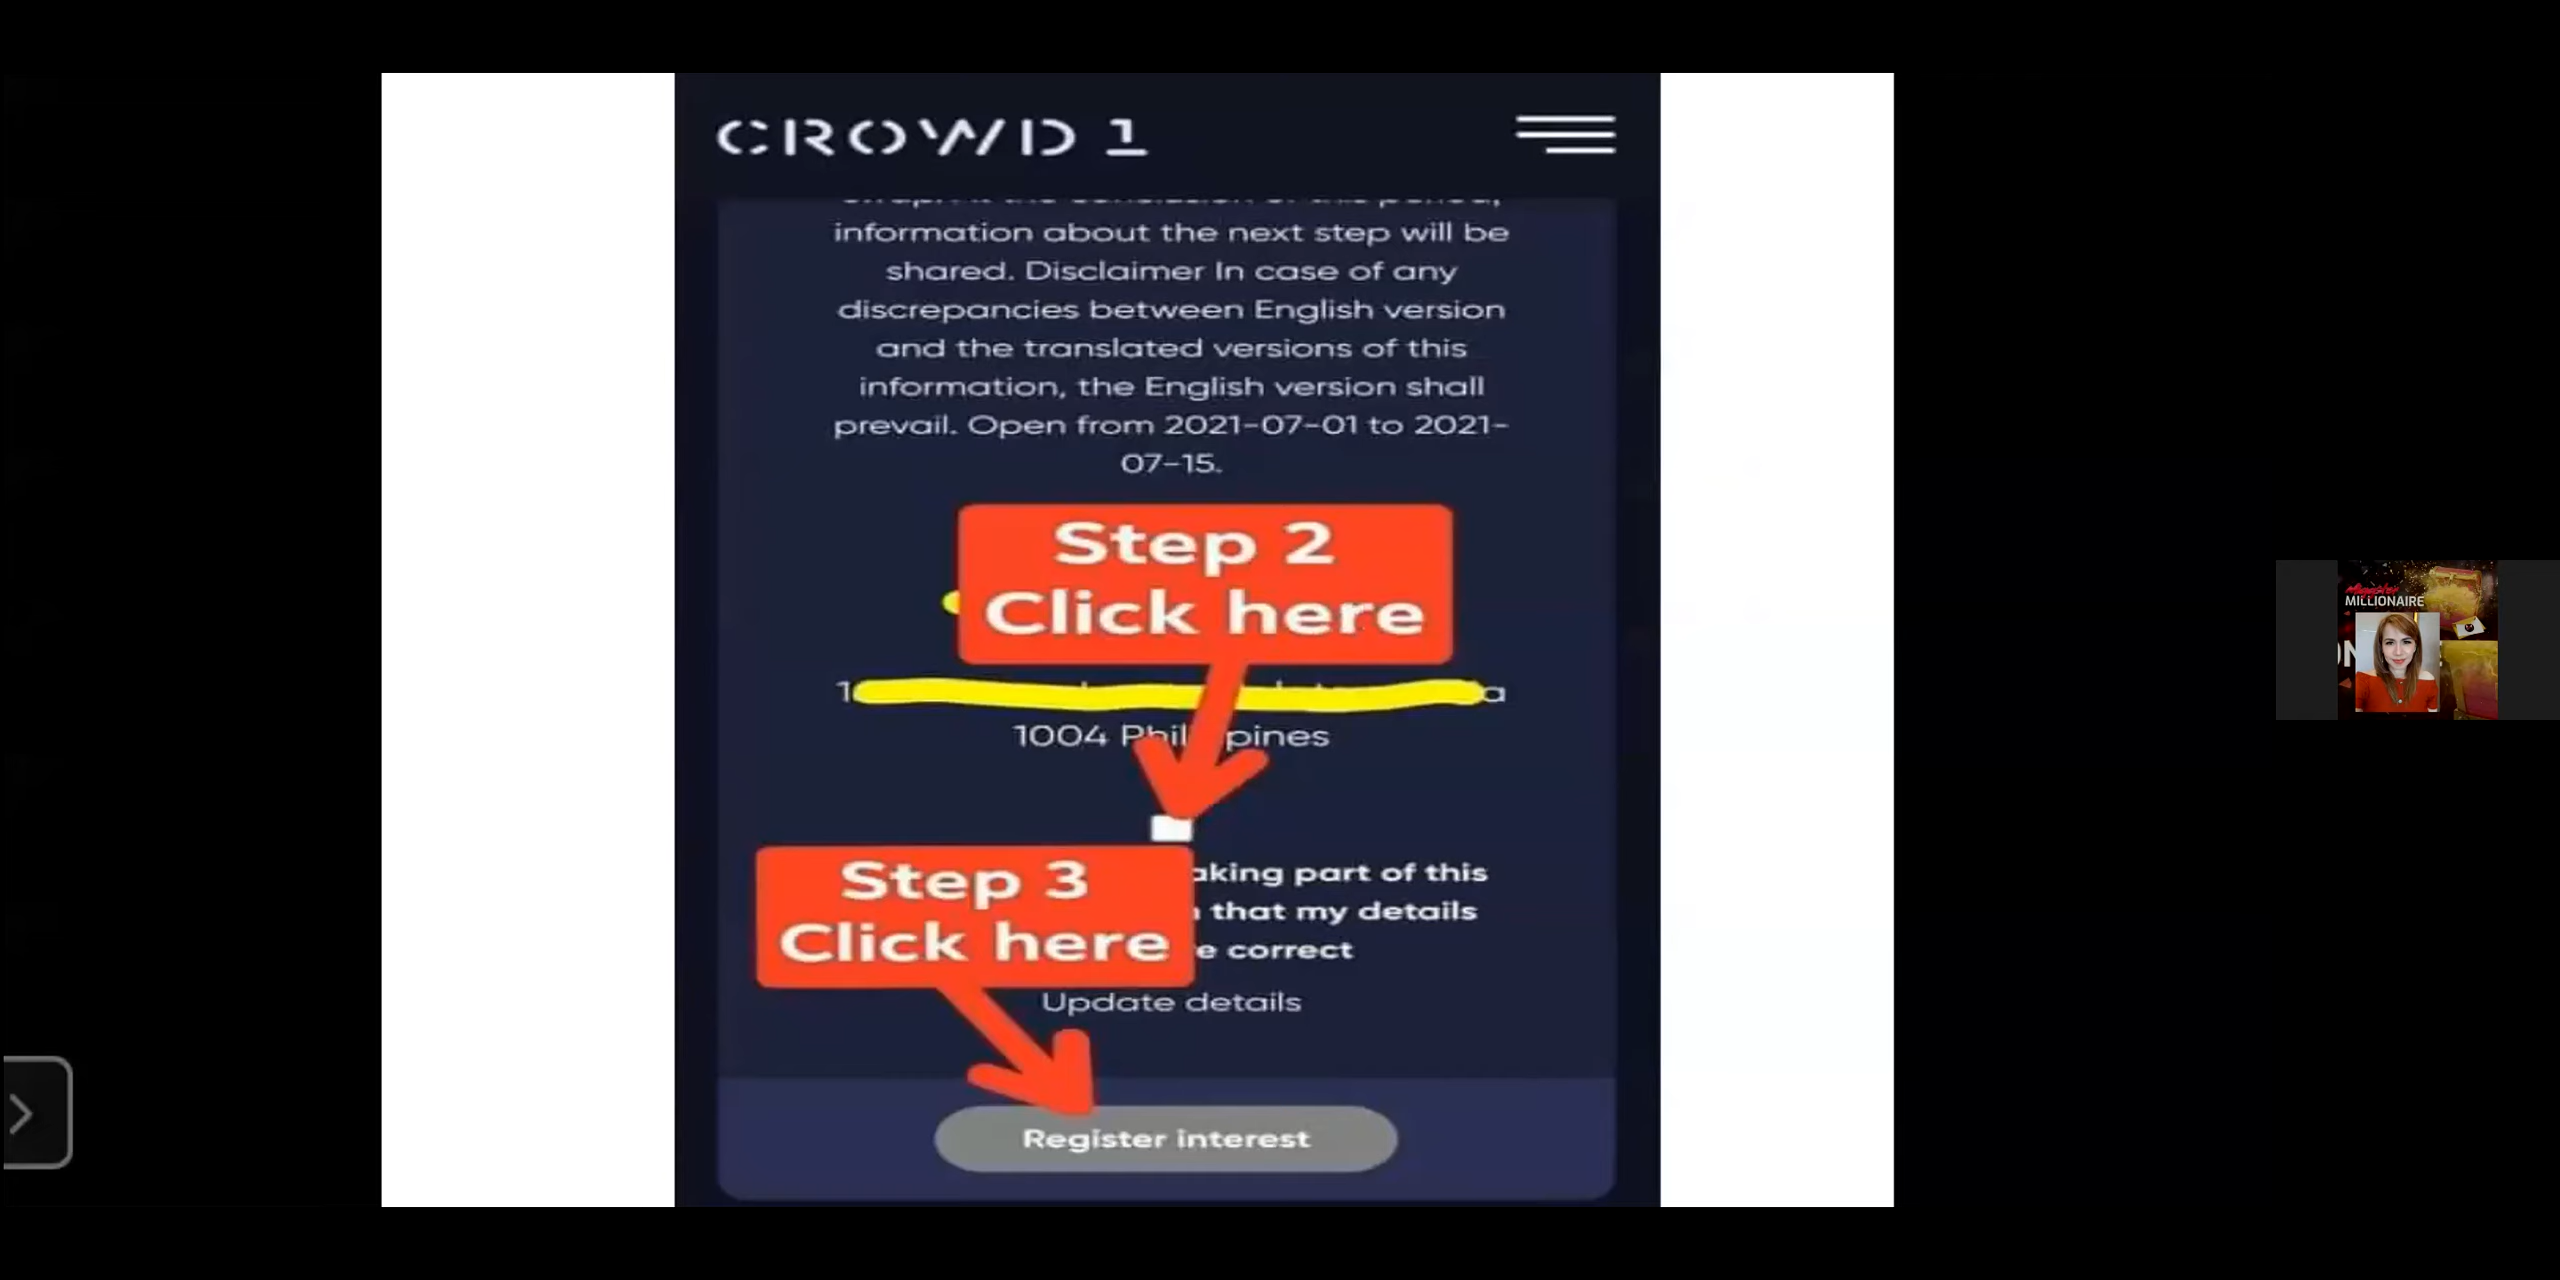 CROWD 1
information about the next step will be
shared. Disclaimer In case of any
discrepancies between English version
and the translated versions of this
information, the English version shall
prevail. Open from 2021-07-01 to 2021-
07-15.
Step 2
Click here
1 a
1004 Philippines
Step 3
Click here
aking part of this
that my details
e correct
Update details
Register interest
MILLIONAIRE